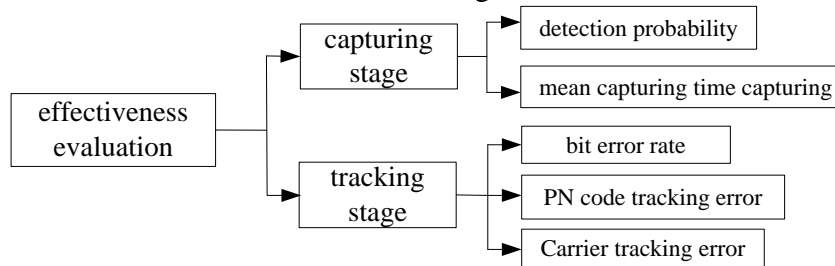 effectiveness
evaluation
capturing
stage
detection probability
mean capturing time capturing
tracking
stage
bit error rate
PN code tracking error
Carrier tracking error